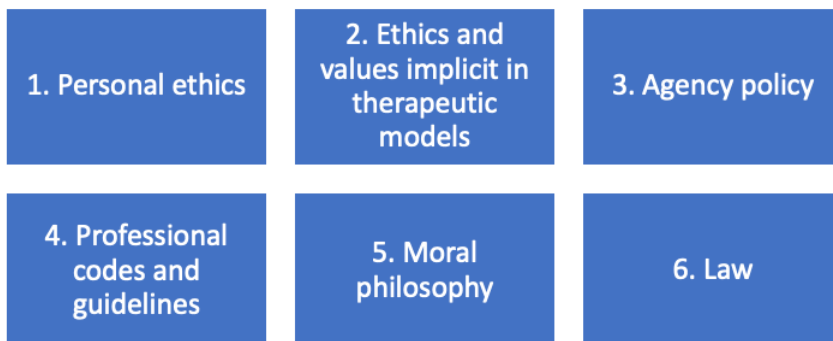 1. Personal ethics
2. Ethics and
values implicit in
therapeutic
models
3. Agency policy
4. Professional
codes and
guidelines
5. Moral
philosophy
6. Law